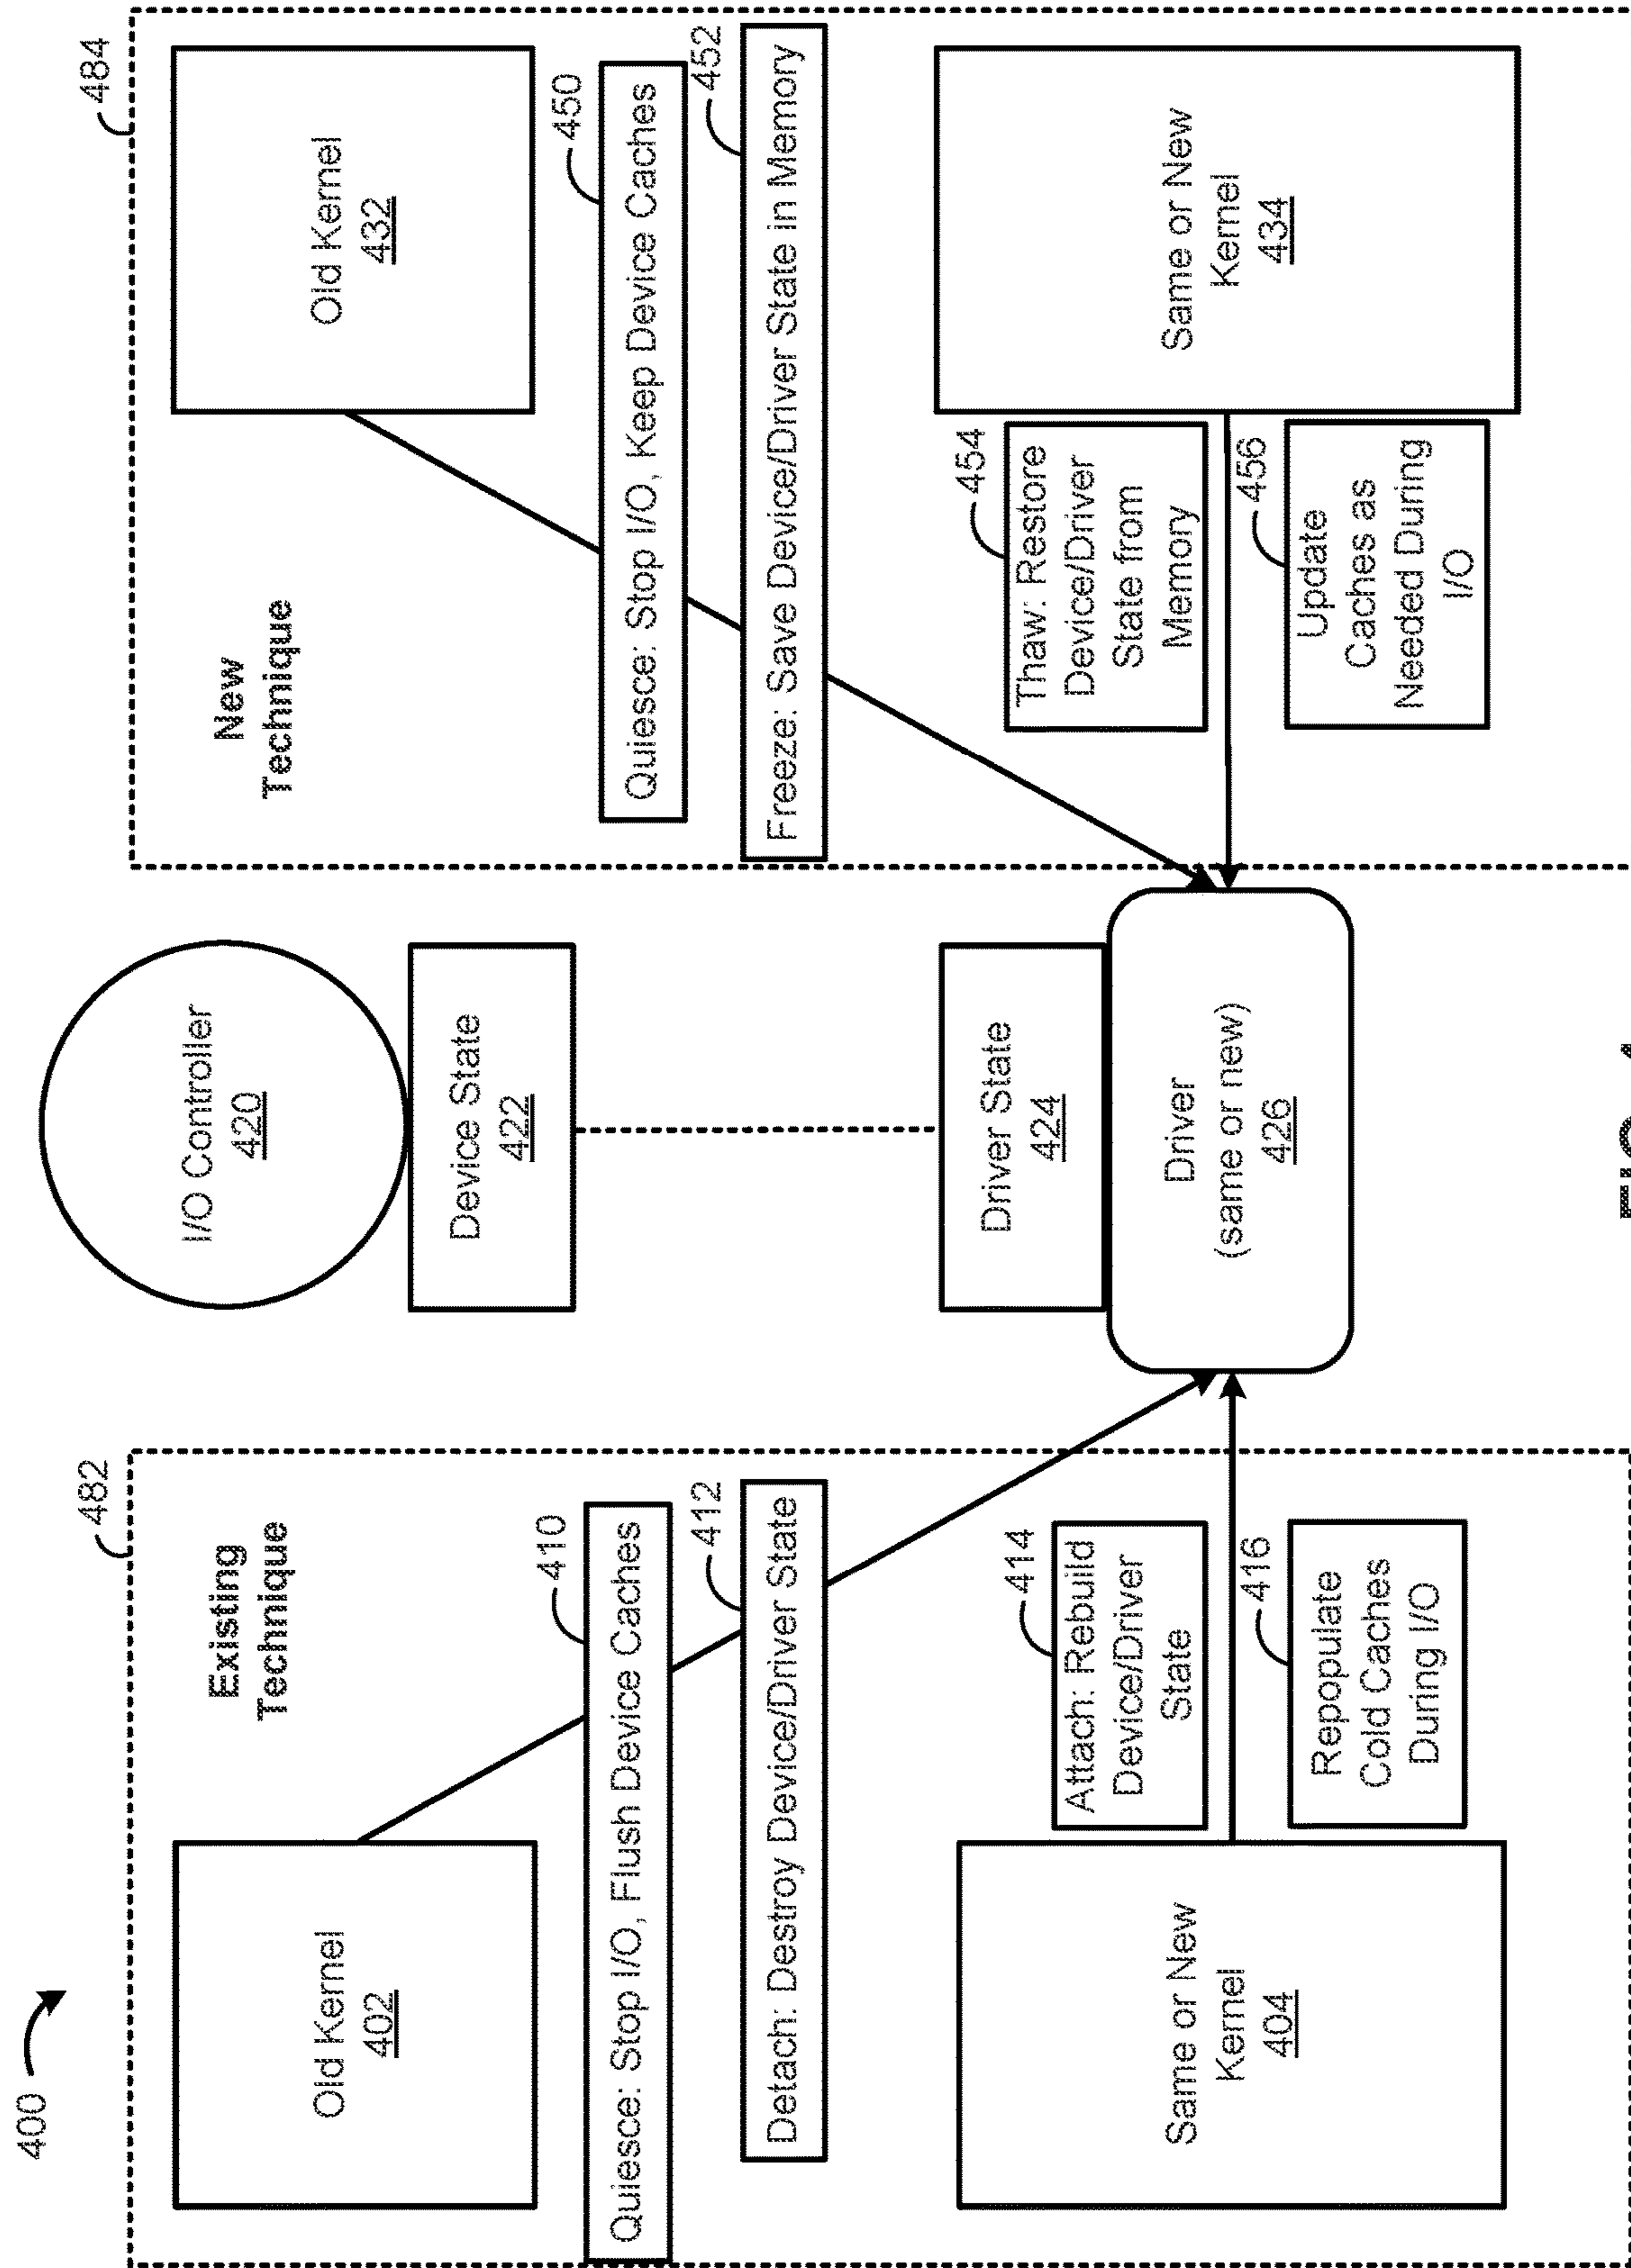 400
482
Existing
Technique
Old Kernel
402
410
Quiesce: Stop I/O, Flush Device Caches
412
Detach: Destroy Device/Driver State
Same or New
Kernel
404
414
Attach: Rebuild
Device/Driver
State
416
Repopulate
Cold Caches
During I/O
I/O Controller
420
Device State
422
Driver State
424
Driver
(same or new)
426
484
New
Technique
Old Kernel
432
450
Quiesce: Stop I/O, Keep Device Caches
452
Freeze: Save Device/Driver State in Memory
454
Thaw: Restore
Device/Driver
State from
Memory
456
Update
Caches as
Needed During
I/O
Same or New
Kernel
434